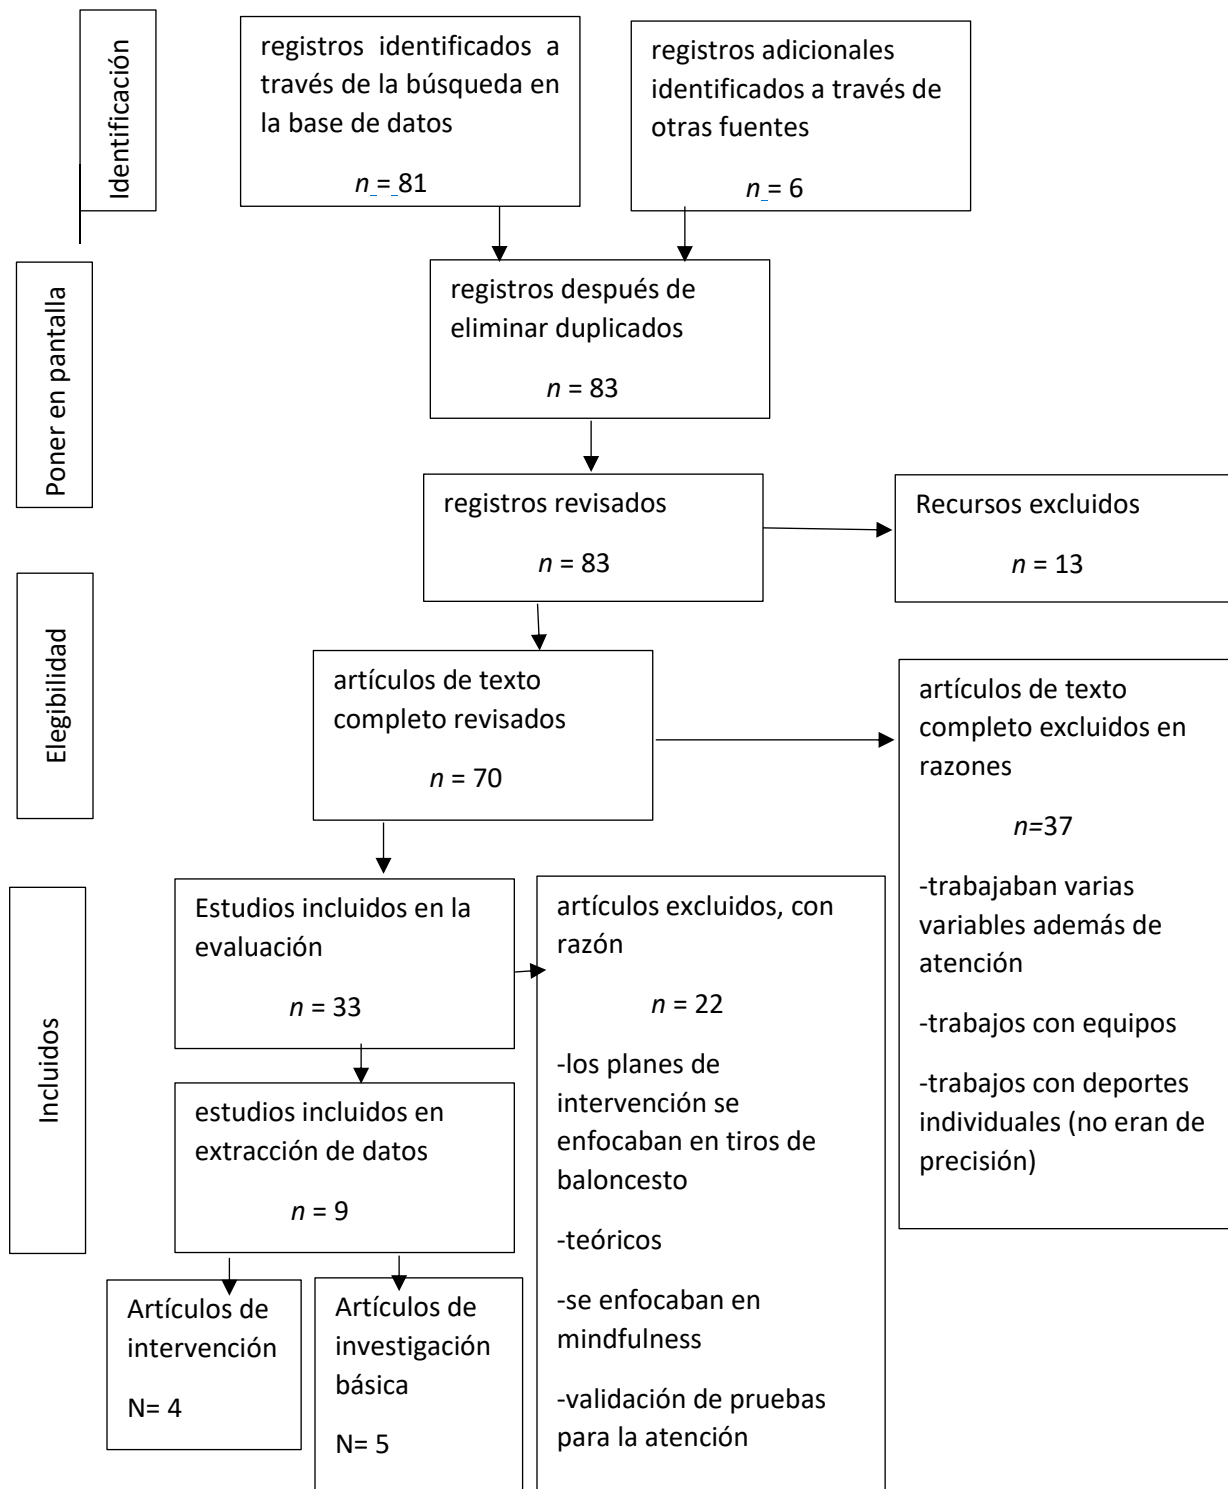 Identificación
registros identificados a
través de la búsqueda en
la base de datos
n = 81
registros adicionales
identificados a través de
otras fuentes
n = 6
Poner en pantalla
registros después de
eliminar duplicados
n = 83
registros revisados
n = 83
Recursos excluidos
n = 13
Elegibilidad
artículos de texto
completo revisados
n = 70
artículos de texto
completo excluidos en
razones
n=37
-trabajaban varias
variables además de
atención
-trabajos con equipos
-trabajos con deportes
individuales (no eran de
precisión)
Incluidos
Estudios incluidos en la
evaluación
n = 33
artículos excluidos, con
razón
n = 22
-los planes de
intervención se
enfocaban en tiros de
baloncesto
-teóricos
-se enfocaban en
mindfulness
-validación de pruebas
para la atención
estudios incluidos en
extracción de datos
n = 9
Artículos de
intervención
N= 4
Artículos de
investigación
básica
N= 5